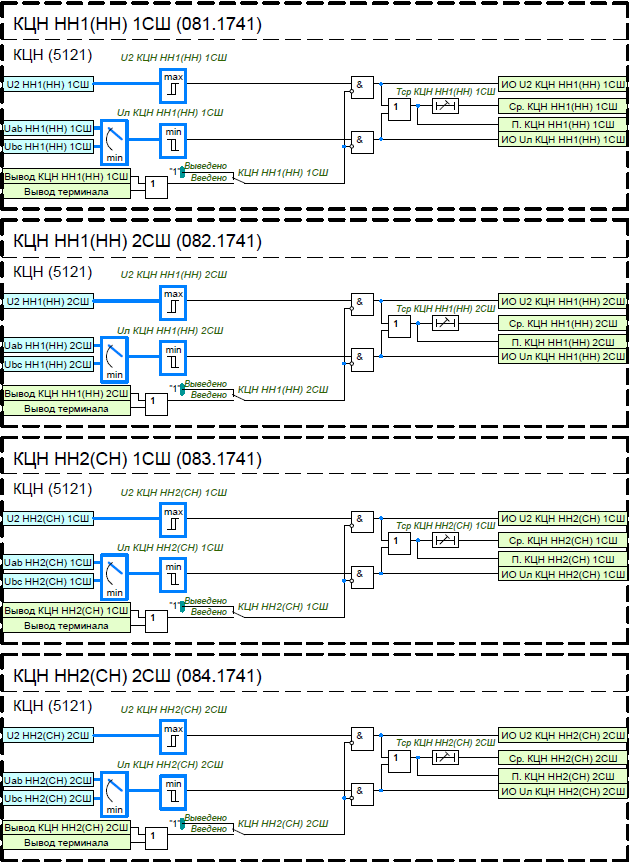 КЦН НН1(НН) 1СШ (081.1741)
КЦН (5121)
U2 КЦН НН1(НН) 1СШ
U2 НН1(НН) 1СШ
max
&
ИО U2 КЦН НН1(НН) 1СШ
Тср КЦН НН1(НН) 1СШ
1
Ср. КЦН НН1(НН) 1СШ
Uл КЦН НН1(НН) 1СШ
П. КЦН НН1(НН) 1СШ
Uab НН1(НН) 1СШ
min
&
ИО Uл КЦН НН1(НН) 1СШ
Ubc НН1(НН) 1СШ
min
"1"
Выведено
Введено
КЦН НН1(НН) 1СШ
Вывод КЦН НН1(НН) 1СШ
1
Вывод терминала
КЦН НН1(НН) 2СШ (082.1741)
КЦН (5121)
U2 КЦН НН1(НН) 2СШ
U2 НН1(НН) 2СШ
max
&
ИО U2 КЦН НН1(НН) 2СШ
Тср КЦН НН1(НН) 2СШ
1
Ср. КЦН НН1(НН) 2СШ
Uл КЦН НН1(НН) 2СШ
П. КЦН НН1(НН) 2СШ
Uab НН1(НН) 2СШ
min
&
ИО Uл КЦН НН1(НН) 2СШ
Ubc НН1(НН) 2СШ
min
"1"
Выведено
Введено
КЦН НН1(НН) 2СШ
Вывод КЦН НН1(НН) 2СШ
1
Вывод терминала
КЦН НН2(СН) 1СШ (083.1741)
КЦН (5121)
U2 КЦН НН2(СН) 1СШ
U2 НН2(СН) 1СШ
max
&
ИО U2 КЦН НН2(СН) 1СШ
Тср КЦН НН2(СН) 1СШ
1
Ср. КЦН НН2(СН) 1СШ
Uл КЦН НН2(СН) 1СШ
П. КЦН НН2(СН) 1СШ
Uab НН2(СН) 1СШ
min
&
ИО Uл КЦН НН2(СН) 1СШ
Ubc НН2(СН) 1СШ
min
"1"
Выведено
Введено
КЦН НН2(СН) 1СШ
Вывод КЦН НН2(СН) 1СШ
1
Вывод терминала
КЦН НН2(СН) 2СШ (084.1741)
КЦН (5121)
U2 КЦН НН2(СН) 2СШ
U2 НН2(СН) 2СШ
max
&
ИО U2 КЦН НН2(СН) 2СШ
Тср КЦН НН2(СН) 2СШ
1
Ср. КЦН НН2(СН) 2СШ
Uл КЦН НН2(СН) 2СШ
П. КЦН НН2(СН) 2СШ
Uab НН2(СН) 2СШ
min
&
ИО Uл КЦН НН2(СН) 2СШ
Ubc НН2(СН) 2СШ
min
"1"
Выведено
Введено
КЦН НН2(СН) 2СШ
Вывод КЦН НН2(СН) 2СШ
1
Вывод терминала